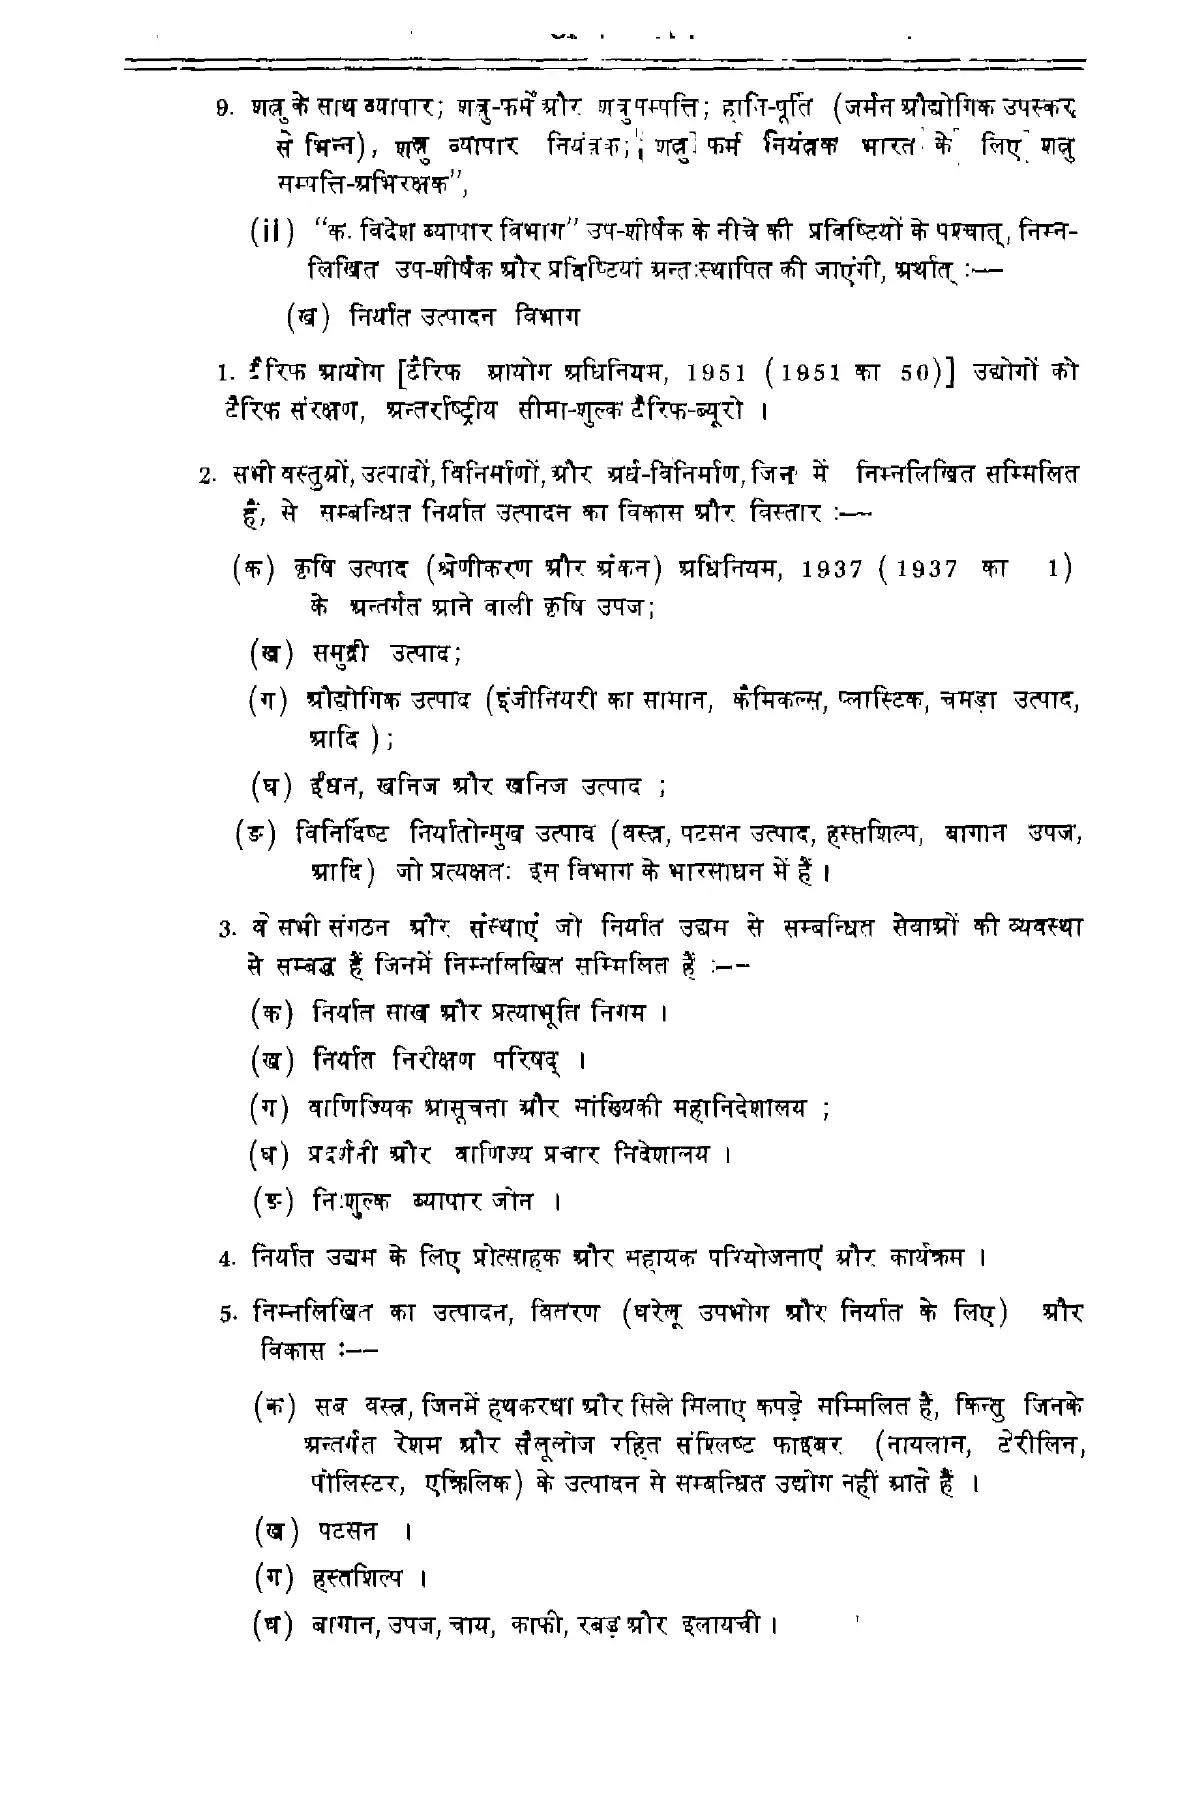 9. शत्रु के साथ व्यापार; शत्रु-फर्में और शत्रु सम्पत्ति; हानि-पूर्ति (जर्मन औद्योगिक उपस्कर
से भिन्न), शत्रु व्यापार नियंत्रक; शत्रु फर्म नियंत्रक भारत के लिए शत्रु
सम्पत्ति-अभिरक्षक”,
(ii) “क. विदेश व्यापार विभाग” उप-शीर्षक के नीचे की प्रविष्टियों के पश्चात्, निम्न-
लिखित उप-शीर्षक और प्रविष्टियां अन्तःस्थापित की जाएंगी, अर्थात् :—
(ख) निर्यात उत्पादन विभाग
1. टैरिफ आयोग [टैरिफ आयोग अधिनियम, 1951 (1951 का 50)] उद्योगों को
टैरिफ संरक्षण, अन्तर्राष्ट्रीय सीमा-शुल्क टैरिफ-ब्यूरो ।
2. सभी वस्तुओं, उत्पादों, विनिर्माणों, और अर्ध-विनिर्माण, जिन में निम्नलिखित सम्मिलित
हैं, से सम्बन्धित निर्यात उत्पादन का विकास और विस्तार :—
(क) कृषि उत्पाद (श्रेणीकरण और अंकन) अधिनियम, 1937 (1937 का 1)
के अन्तर्गत आने वाली कृषि उपज;
(ख) समुद्री उत्पाद;
(ग) औद्योगिक उत्पाद (इंजीनियरी का सामान, कैमिकल्स, प्लास्टिक, चमड़ा उत्पाद,
आदि );
(घ) ईंधन, खनिज और खनिज उत्पाद ;
(ङ) विनिर्दिष्ट निर्यातोन्मुख उत्पाद (वस्त्र, पटसन उत्पाद, हस्तशिल्प, बागान उपज,
आदि) जो प्रत्यक्षतः इस विभाग के भारसाधन में हैं ।
3. वे सभी संगठन और संस्थाएं जो निर्यात उद्यम से सम्बन्धित सेवाओं की व्यवस्था
से सम्बद्ध हैं जिनमें निम्नलिखित सम्मिलित हैं :--
(क) निर्यात साख और प्रत्याभूति निगम ।
(ख) निर्यात निरीक्षण परिषद् ।
(ग) वाणिज्यिक आसूचना और सांख्यिकी महानिदेशालय ;
(घ) प्रदर्शनी और वाणिज्य प्रचार निदेशालय ।
(ङ) निःशुल्क व्यापार जोन ।
4. निर्यात उद्यम के लिए प्रोत्साहक और सहायक परियोजनाएं और कार्यक्रम ।
5. निम्नलिखित का उत्पादन, वितरण (घरेलू उपभोग और निर्यात के लिए) और
विकास :--
(क) सब वस्त्र, जिनमें हथकरघा और सिले सिलाए कपड़े सम्मिलित हैं, किन्तु जिनके
अन्तर्गत रेशम और सैलूलोज रहित संश्लिष्ट फाइबर (नायलान, टेरीलिन,
पोलिस्टर, एक्रिलिक) के उत्पादन से सम्बन्धित उद्योग नहीं आते हैं ।
(ख) पटसन ।
(ग) हस्तशिल्प ।
(घ) बागान, उपज, चाय, काफी, रबड़ और इलायची ।